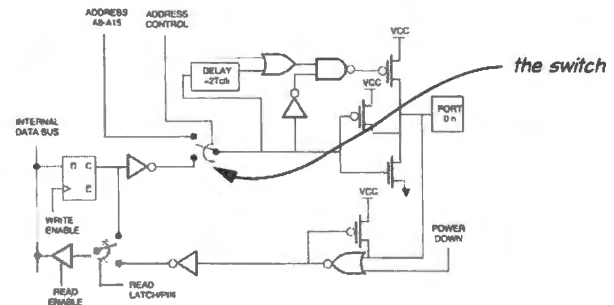 ADDRESS
A8-A15
ADDRESS
CONTROL
VCC
the switch
DELAY
=2Tclk
VCC
PORT
INTERNAL
DATA BUS
D
C
WRITE
ENABLE
VCC
POWER
DOWN
READ
ENABLE
READ
LATCH/PIN